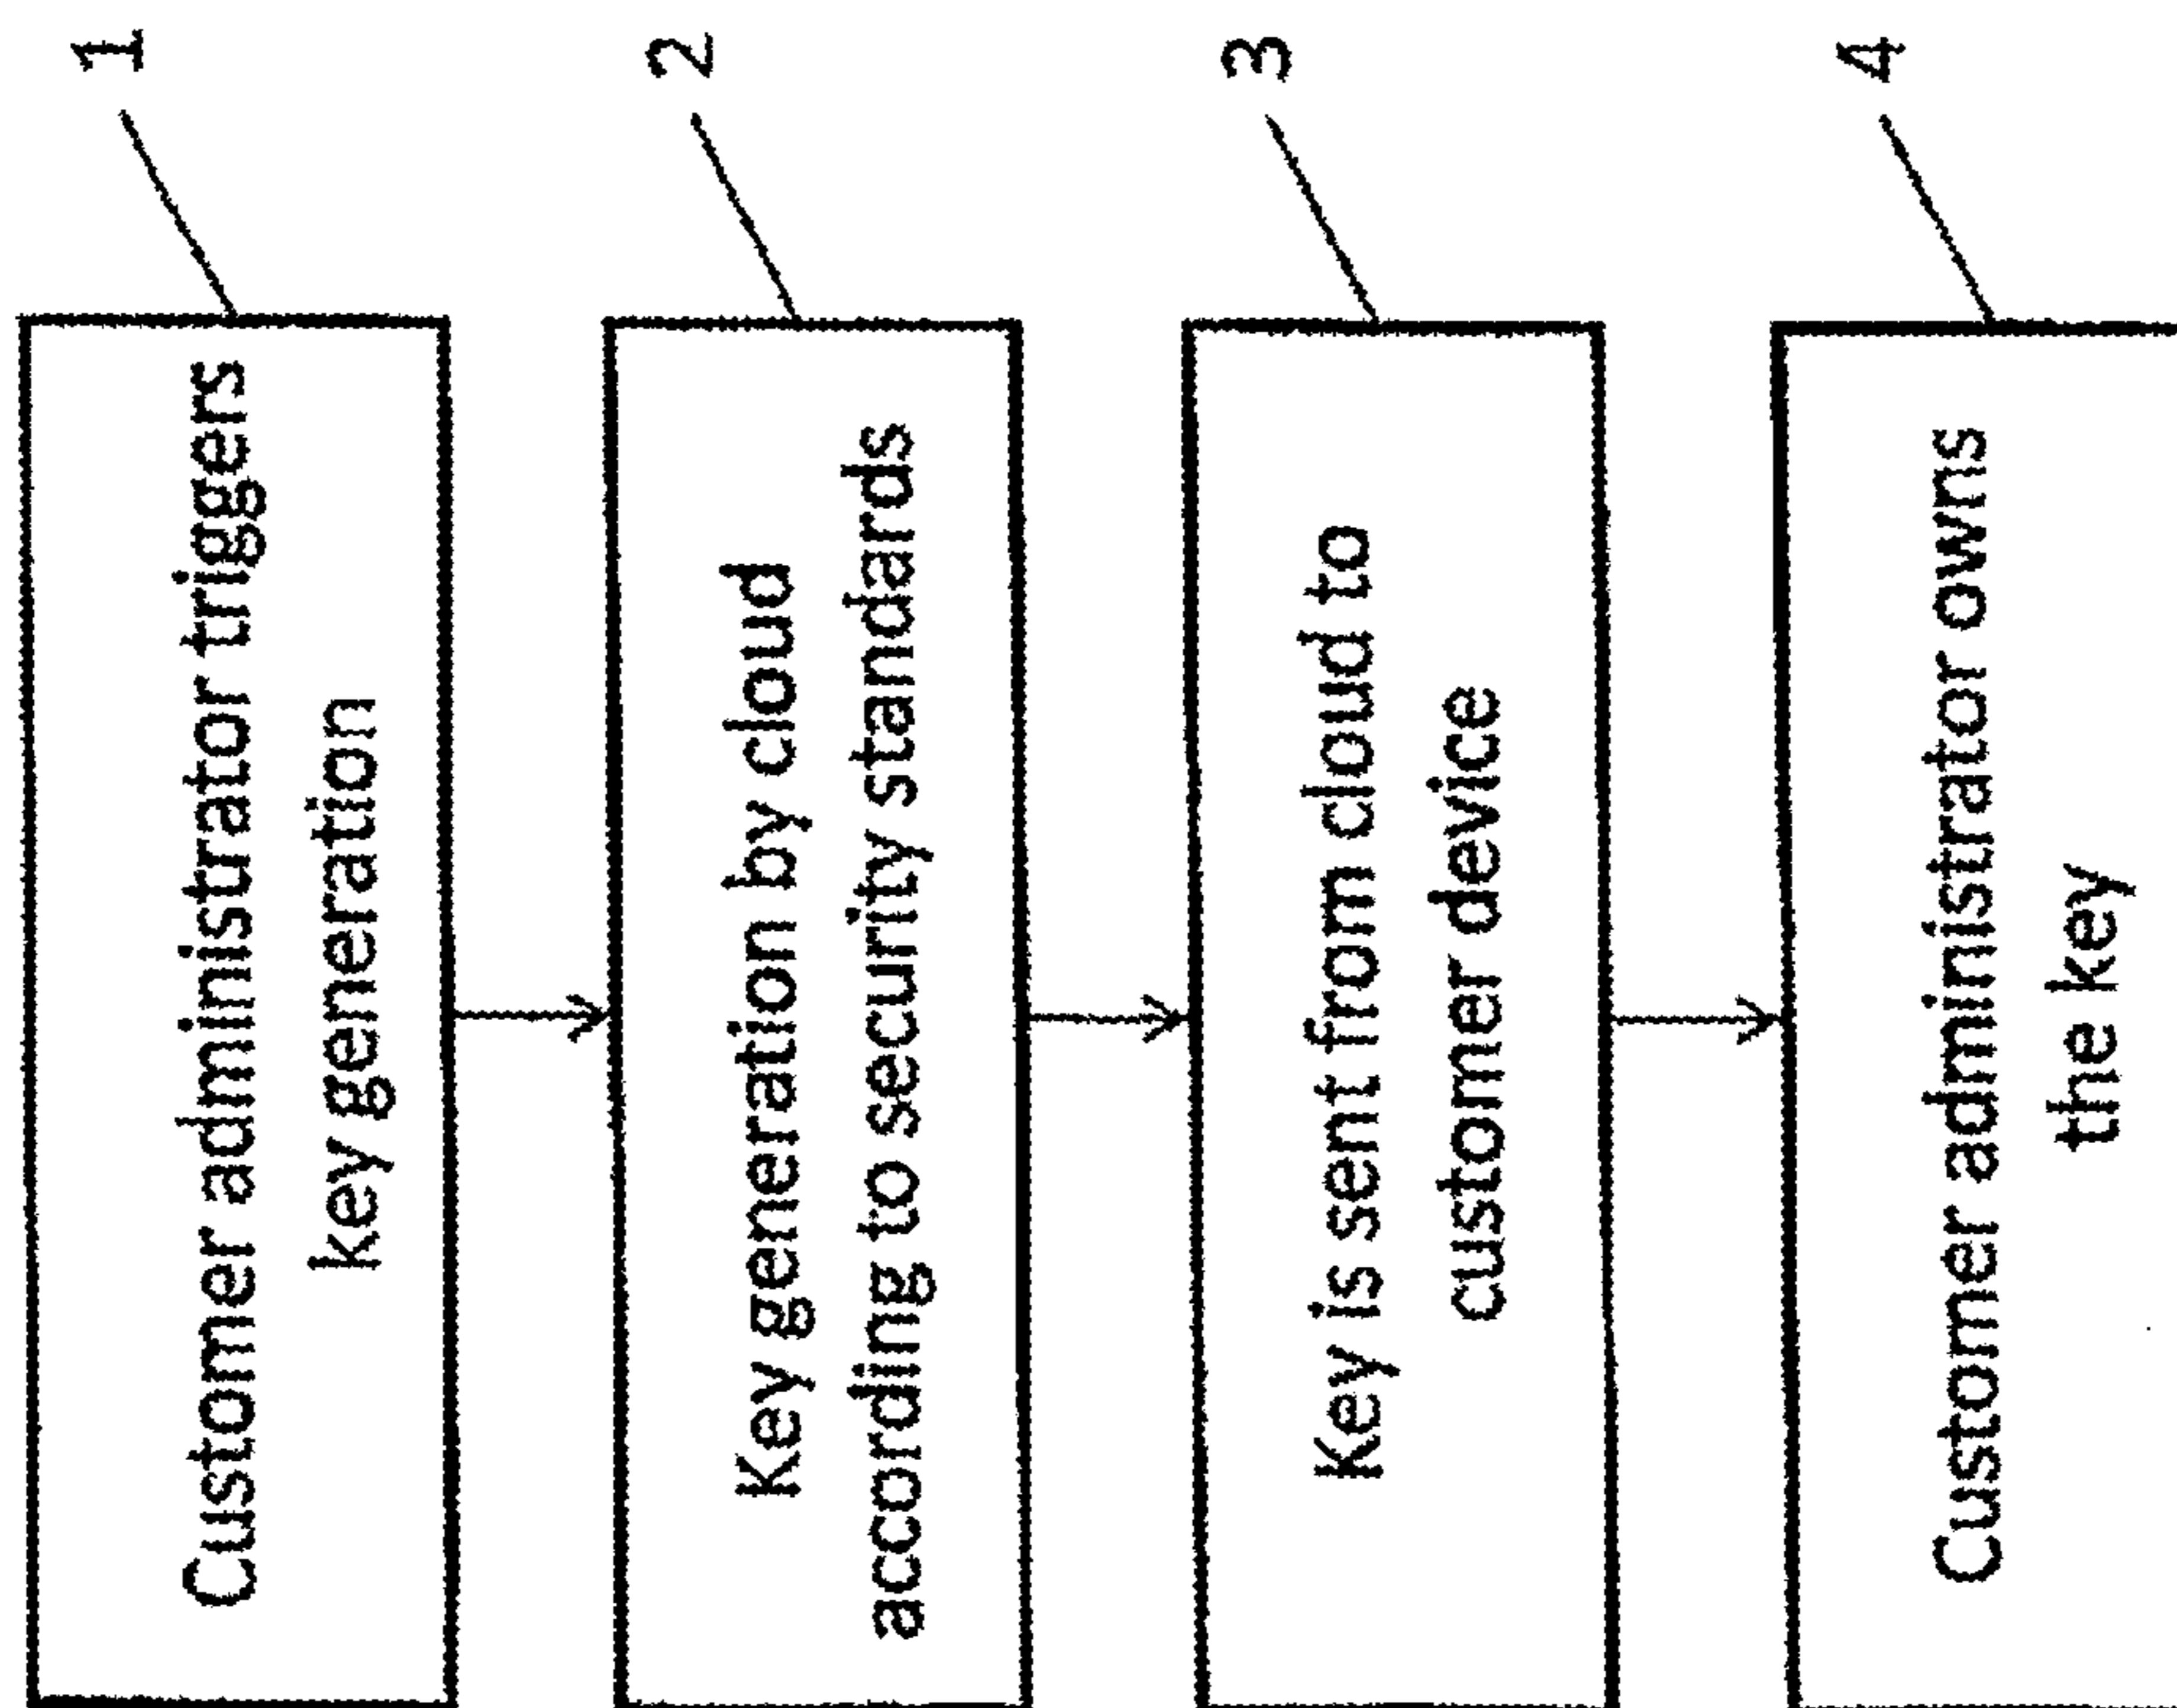 1
Customer administrator triggers
key generation
2
Key generation by cloud
according to security standards
3
Key is sent from cloud to
customer device
4
Customer administrator owns
the key